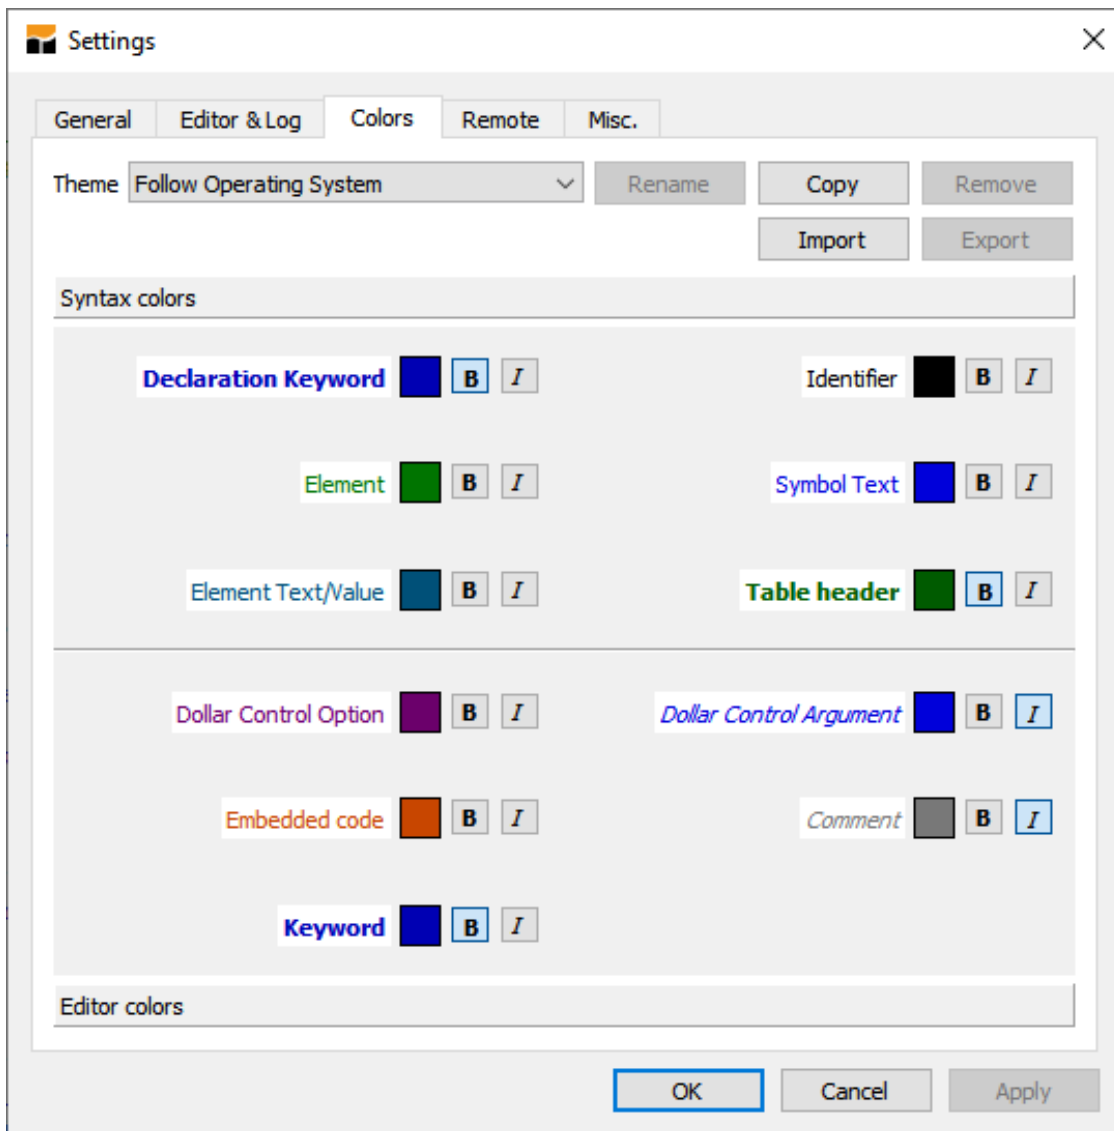 Settings
General Editor & Log Colors Remote Misc.
Theme Follow Operating System Rename Copy Remove
Import Export
Syntax colors
Declaration Keyword B I Identifier B I
Element B I Symbol Text B I
Element Text/Value B I Table header B I
Dollar Control Option B I Dollar Control Argument B I
Embedded code B I Comment B I
Keyword B I
Editor colors
OK Cancel Apply